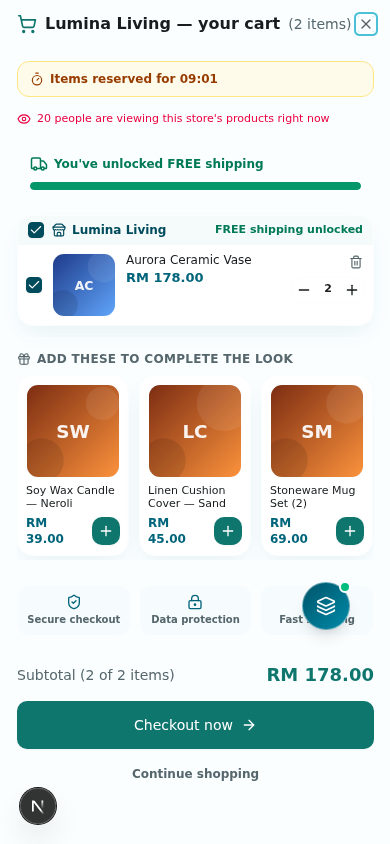 Lumina Living — your cart (2 items)
Items reserved for 09:01
20 people are viewing this store's products right now
You've unlocked FREE shipping
Lumina Living FREE shipping unlocked
Aurora Ceramic Vase
RM 178.00
AC
2
ADD THESE TO COMPLETE THE LOOK
SW LC SM
Soy Wax Candle — Neroli
Linen Cushion Cover — Sand
Stoneware Mug Set (2)
RM 39.00
RM 45.00
RM 69.00
Secure checkout
Data protection
Fast
Subtotal (2 of 2 items) RM 178.00
Checkout now
Continue shopping
N